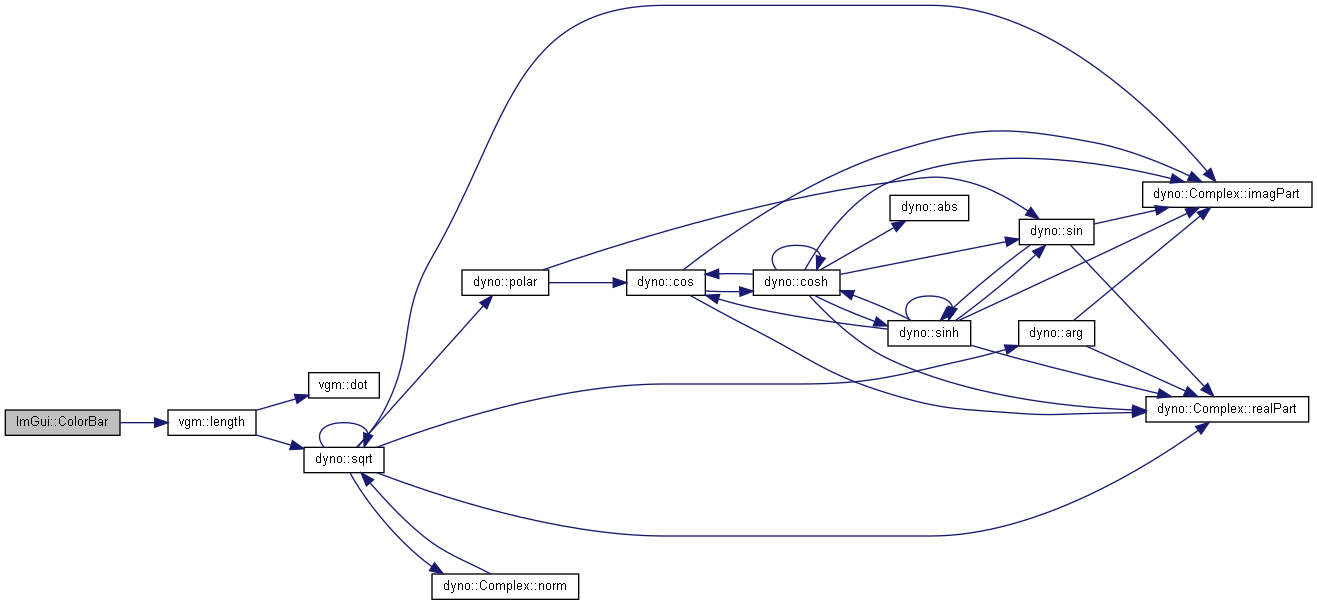 ImGui::ColorBar
vgm::length
vgm::dot
dyno::sqrt
dyno::polar
dyno::Complex::norm
dyno::cos
dyno::cosh
dyno::abs
dyno::sinh
dyno::sin
dyno::arg
dyno::Complex::imagPart
dyno::Complex::realPart